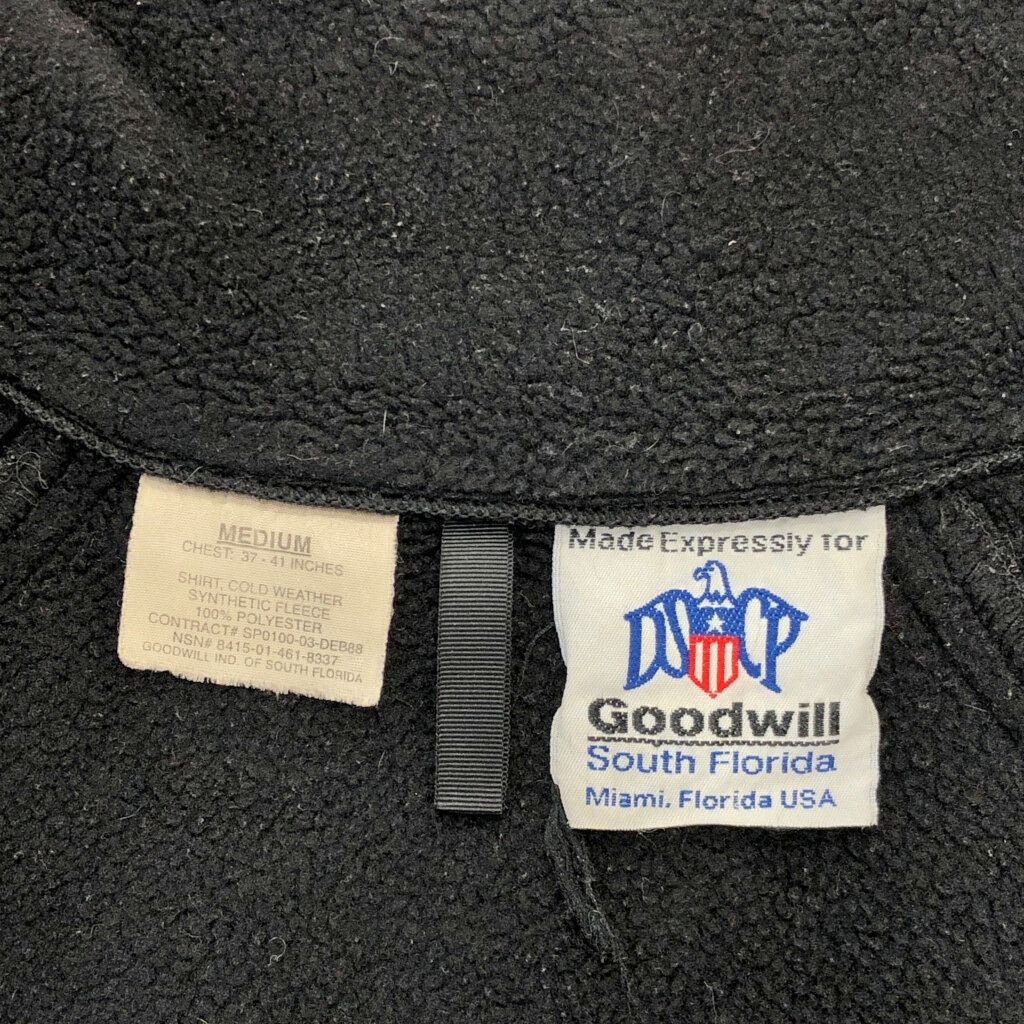 MEDIUM
CHEST: 37 - 41 INCHES
SHIRT, COLD WEATHER
SYNTHETIC FLEECE
100% POLYESTER
CONTRACT# SP0100-03-DEB88
NSN# 8415-01-461-8337
GOODWILL IND. OF SOUTH FLORIDA
Made Expressly for
DSCP
Goodwill
South Florida
Miami, Florida USA